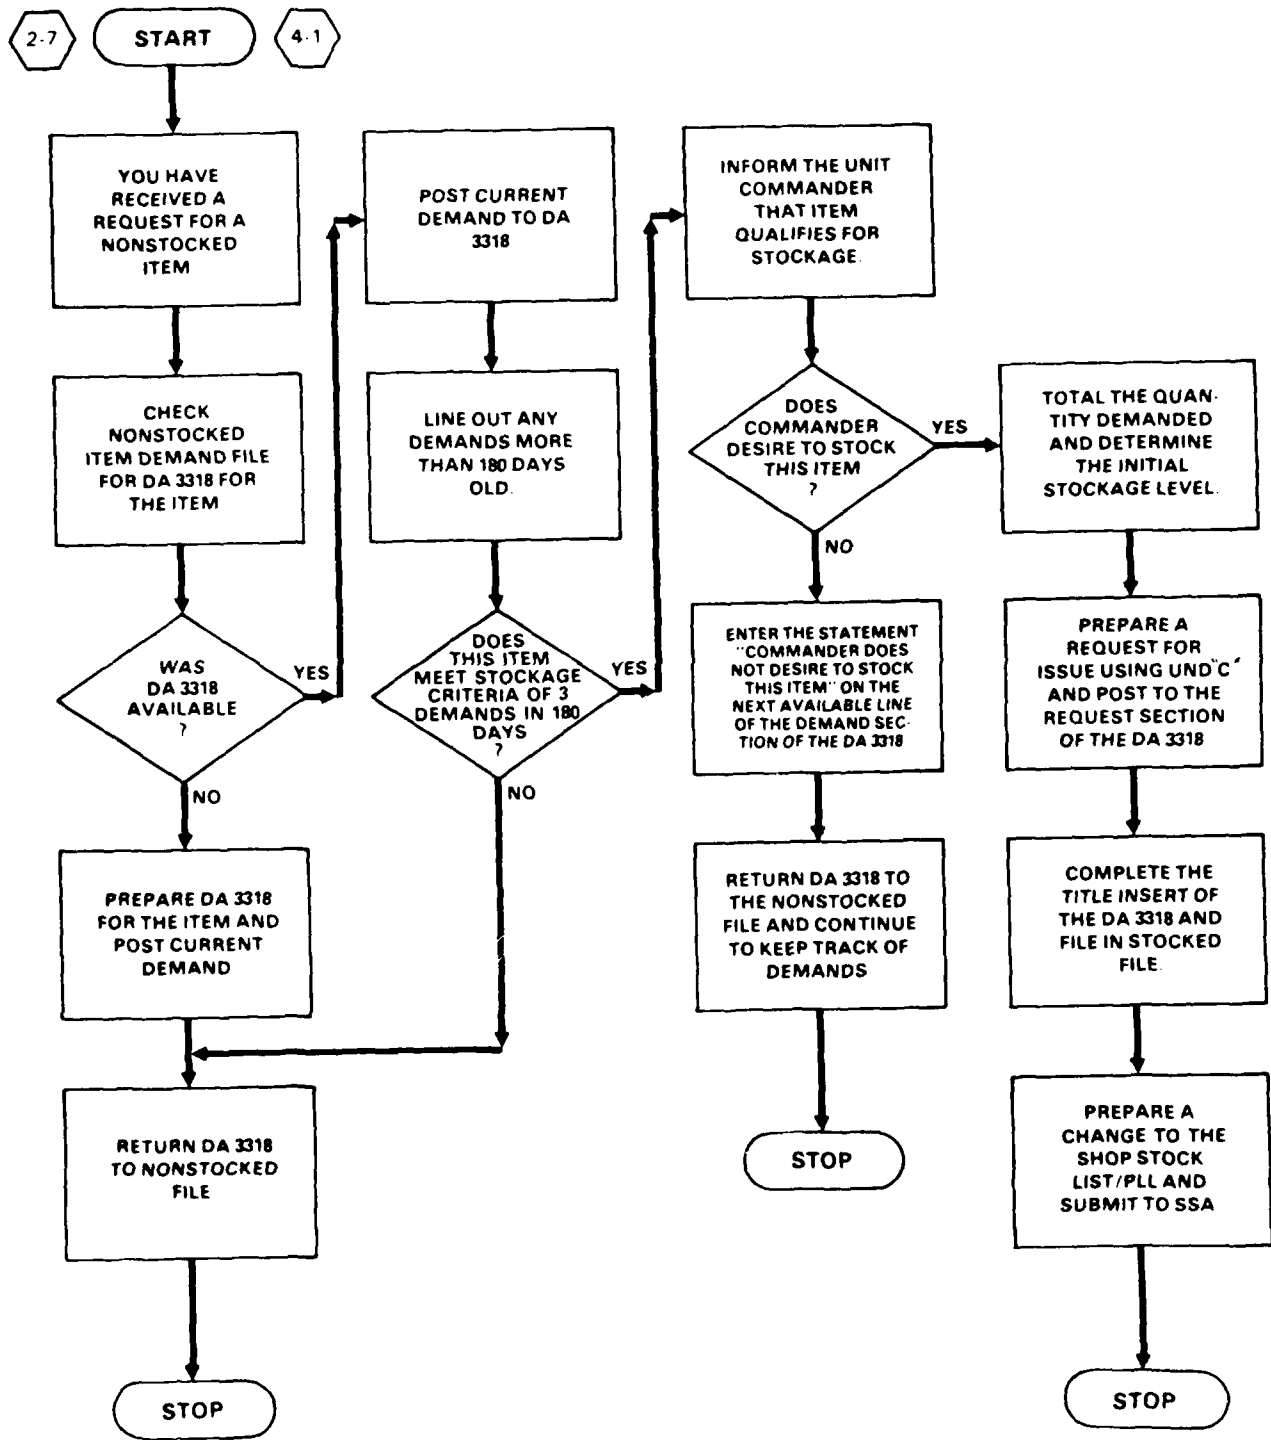 2-7
START
4-1
YOU HAVE
RECEIVED A
REQUEST FOR A
NONSTOCKED
ITEM
CHECK
NONSTOCKED
ITEM DEMAND FILE
FOR DA 3318 FOR
THE ITEM
WAS
DA 3318
AVAILABLE
?
YES
NO
PREPARE DA 3318
FOR THE ITEM AND
POST CURRENT
DEMAND
RETURN DA 3318
TO NONSTOCKED
FILE
STOP
POST CURRENT
DEMAND TO DA
3318
LINE OUT ANY
DEMANDS MORE
THAN 180 DAYS
OLD.
DOES
THIS ITEM
MEET STOCKAGE
CRITERIA OF 3
DEMANDS IN 180
DAYS
?
YES
NO
INFORM THE UNIT
COMMANDER
THAT ITEM
QUALIFIES FOR
STOCKAGE.
DOES
COMMANDER
DESIRE TO STOCK
THIS ITEM
?
YES
NO
ENTER THE STATEMENT
"COMMANDER DOES
NOT DESIRE TO STOCK
THIS ITEM" ON THE
NEXT AVAILABLE LINE
OF THE DEMAND SEC-
TION OF THE DA 3318
RETURN DA 3318 TO
THE NONSTOCKED
FILE AND CONTINUE
TO KEEP TRACK OF
DEMANDS
STOP
TOTAL THE QUAN-
TITY DEMANDED
AND DETERMINE
THE INITIAL
STOCKAGE LEVEL.
PREPARE A
REQUEST FOR
ISSUE USING UND "C"
AND POST TO THE
REQUEST SECTION
OF THE DA 3318
COMPLETE THE
TITLE INSERT OF
THE DA 3318 AND
FILE IN STOCKED
FILE.
PREPARE A
CHANGE TO THE
SHOP STOCK
LIST/PLL AND
SUBMIT TO SSA
STOP